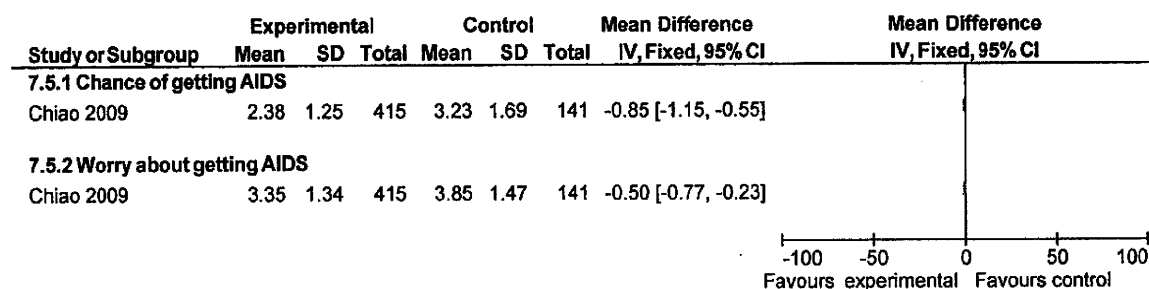 Experimental Control Mean Difference Mean Difference
Study or Subgroup Mean SD Total Mean SD Total IV, Fixed, 95% CI IV, Fixed, 95% CI
7.5.1 Chance of getting AIDS
Chiao 2009 2.38 1.25 415 3.23 1.69 141 -0.85 [-1.15, -0.55]
7.5.2 Worry about getting AIDS
Chiao 2009 3.35 1.34 415 3.85 1.47 141 -0.50 [-0.77, -0.23]
-100 -50 0 50 100
Favours experimental Favours control